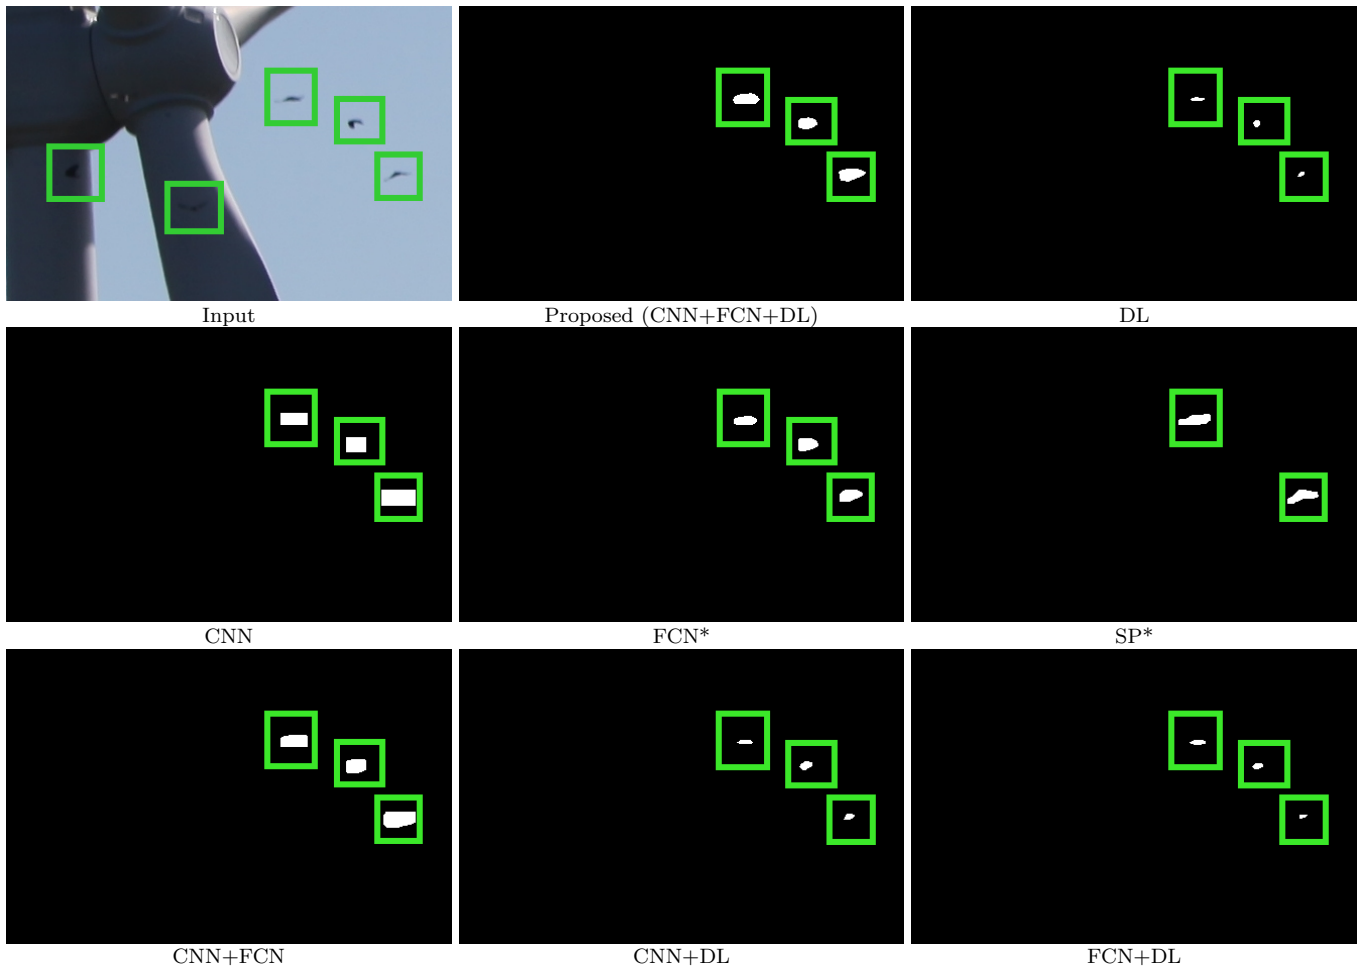 Input
Proposed (CNN+FCN+DL)
DL
CNN
FCN*
SP*
CNN+FCN
CNN+DL
FCN+DL